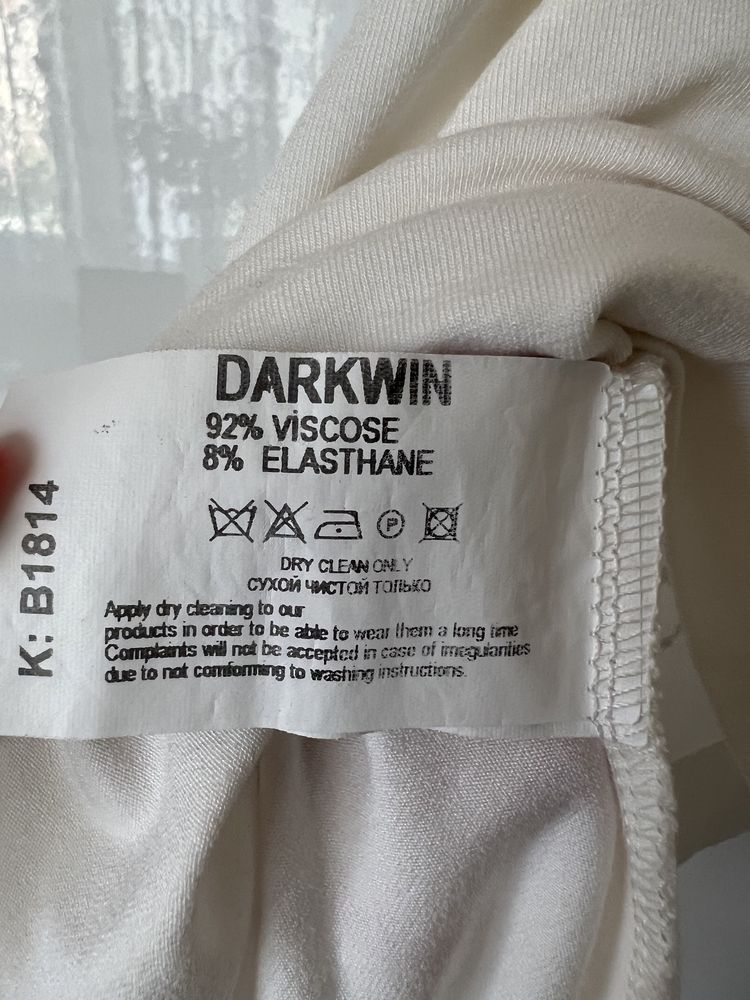 DARKWIN
92% VİSCOSE
8% ELASTHANE
P
DRY CLEAN ONLY
СУХОЙ ЧИСТОЙ ТОЛЬКО
Apply dry cleaning to our
products in order to be able to wear them a long time
Complaints will not be accepted in case of irregularities
due to not comforming to washing instructions.
K: B1814